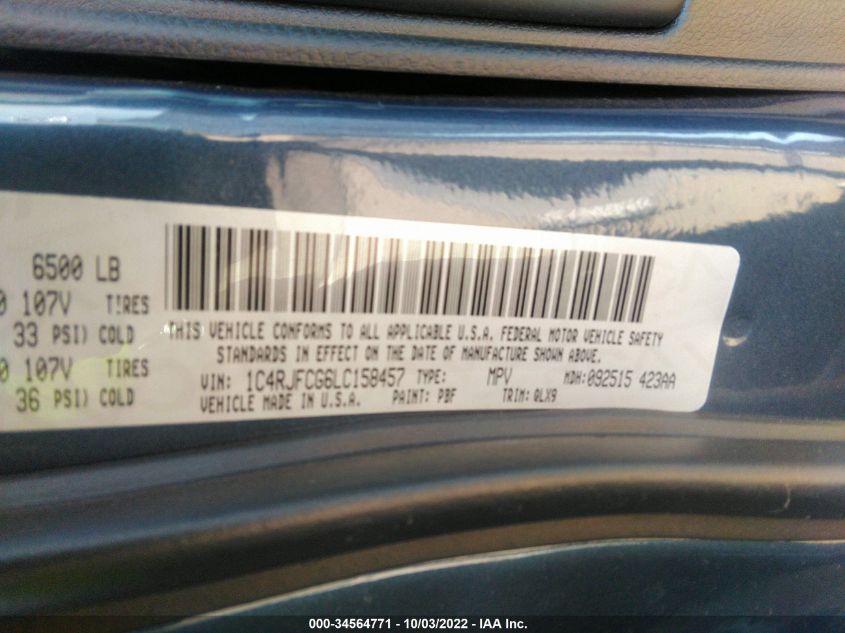 6500 LB
0 107V TIRES
33 PSI) COLD
0 107V TIRES
36 PSI) COLD
THIS VEHICLE CONFORMS TO ALL APPLICABLE U.S.A. FEDERAL MOTOR VEHICLE SAFETY
STANDARDS IN EFFECT ON THE DATE OF MANUFACTURE SHOWN ABOVE.
VIN: 1C4RJFCG6LC158457 TYPE: MPV MDH:092515 423AA
VEHICLE MADE IN U.S.A. PAINT: PBF TRIM: QLX9
000-34564771 - 10/03/2022 - IAA Inc.